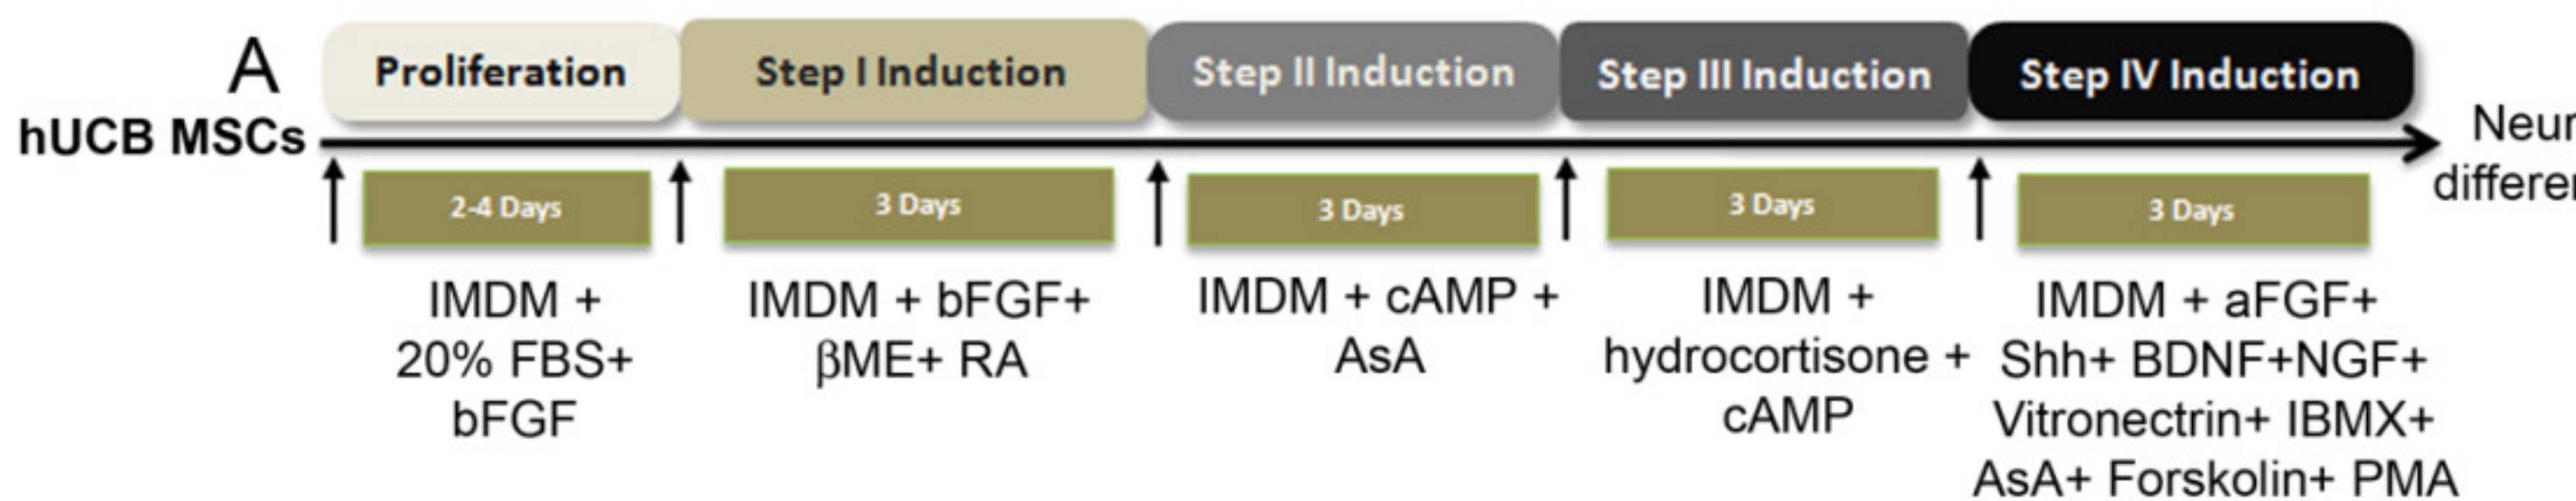 A
Proliferation
Step I Induction
Step II Induction
Step III Induction
Step IV Induction
hUCB MSCs
2-4 Days
3 Days
3 Days
3 Days
3 Days
IMDM +
20% FBS+
bFGF
IMDM + bFGF+
βME+ RA
IMDM + cAMP +
AsA
IMDM +
hydrocortisone +
cAMP
IMDM + aFGF+
Shh+ BDNF+NGF+
Vitronectrin+ IBMX+
AsA+ Forskolin+ PMA